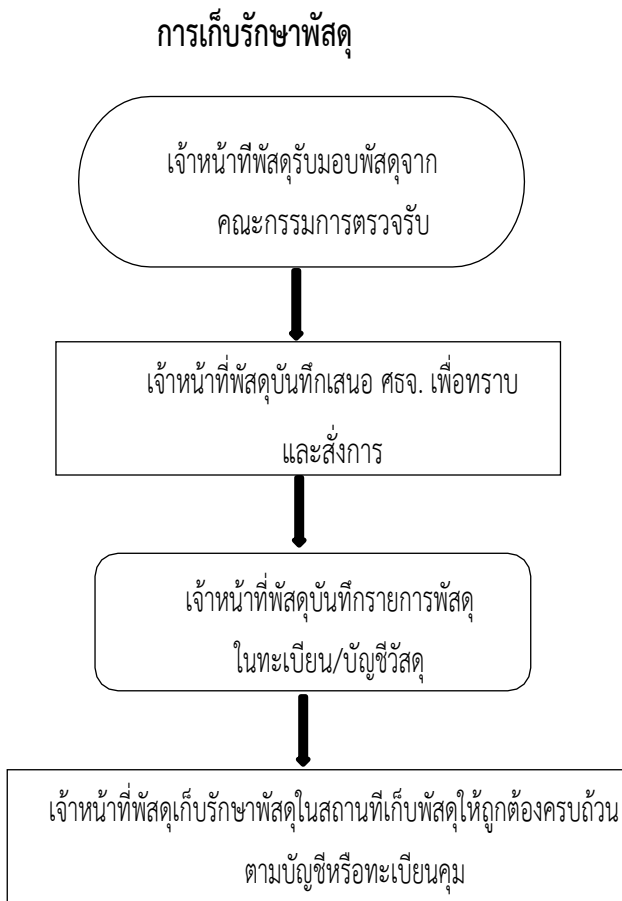 การเก็บรักษาพัสดุ
เจ้าหน้าที่พัสดุรับมอบพัสดุจาก
คณะกรรมการตรวจรับ
เจ้าหน้าที่พัสดุบันทึกเสนอ ศธจ. เพื่อทราบ
และสั่งการ
เจ้าหน้าที่พัสดุบันทึกรายการพัสดุ
ในทะเบียน/บัญชีวัสดุ
เจ้าหน้าที่พัสดุเก็บรักษาพัสดุในสถานทีเก็บพัสดุให้ถูกต้องครบถ้วน
ตามบัญชีหรือทะเบียนคุม